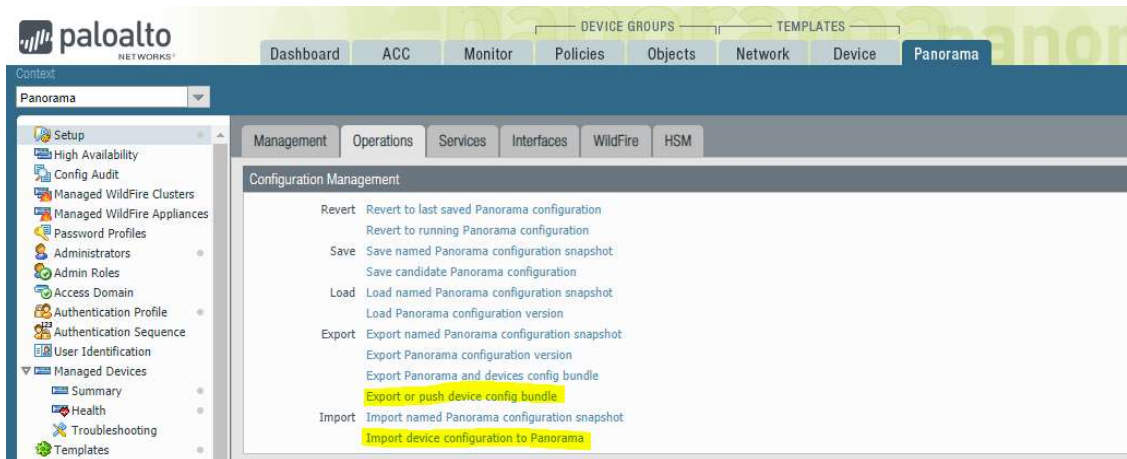 DEVICE GROUPS TEMPLATES
paloalto
NETWORKS
Dashboard ACC Monitor Policies Objects Network Device Panorama
Context
Panorama
Setup
High Availability
Config Audit
Managed WildFire Clusters
Managed WildFire Appliances
Password Profiles
Administrators
Admin Roles
Access Domain
Authentication Profile
Authentication Sequence
User Identification
Managed Devices
Summary
Health
Troubleshooting
Templates
Management Operations Services Interfaces WildFire HSM
Configuration Management
Revert Revert to last saved Panorama configuration
Revert to running Panorama configuration
Save Save named Panorama configuration snapshot
Save candidate Panorama configuration
Load Load named Panorama configuration snapshot
Load Panorama configuration version
Export Export named Panorama configuration snapshot
Export Panorama configuration version
Export Panorama and devices config bundle
Export or push device config bundle
Import Import named Panorama configuration snapshot
Import device configuration to Panorama